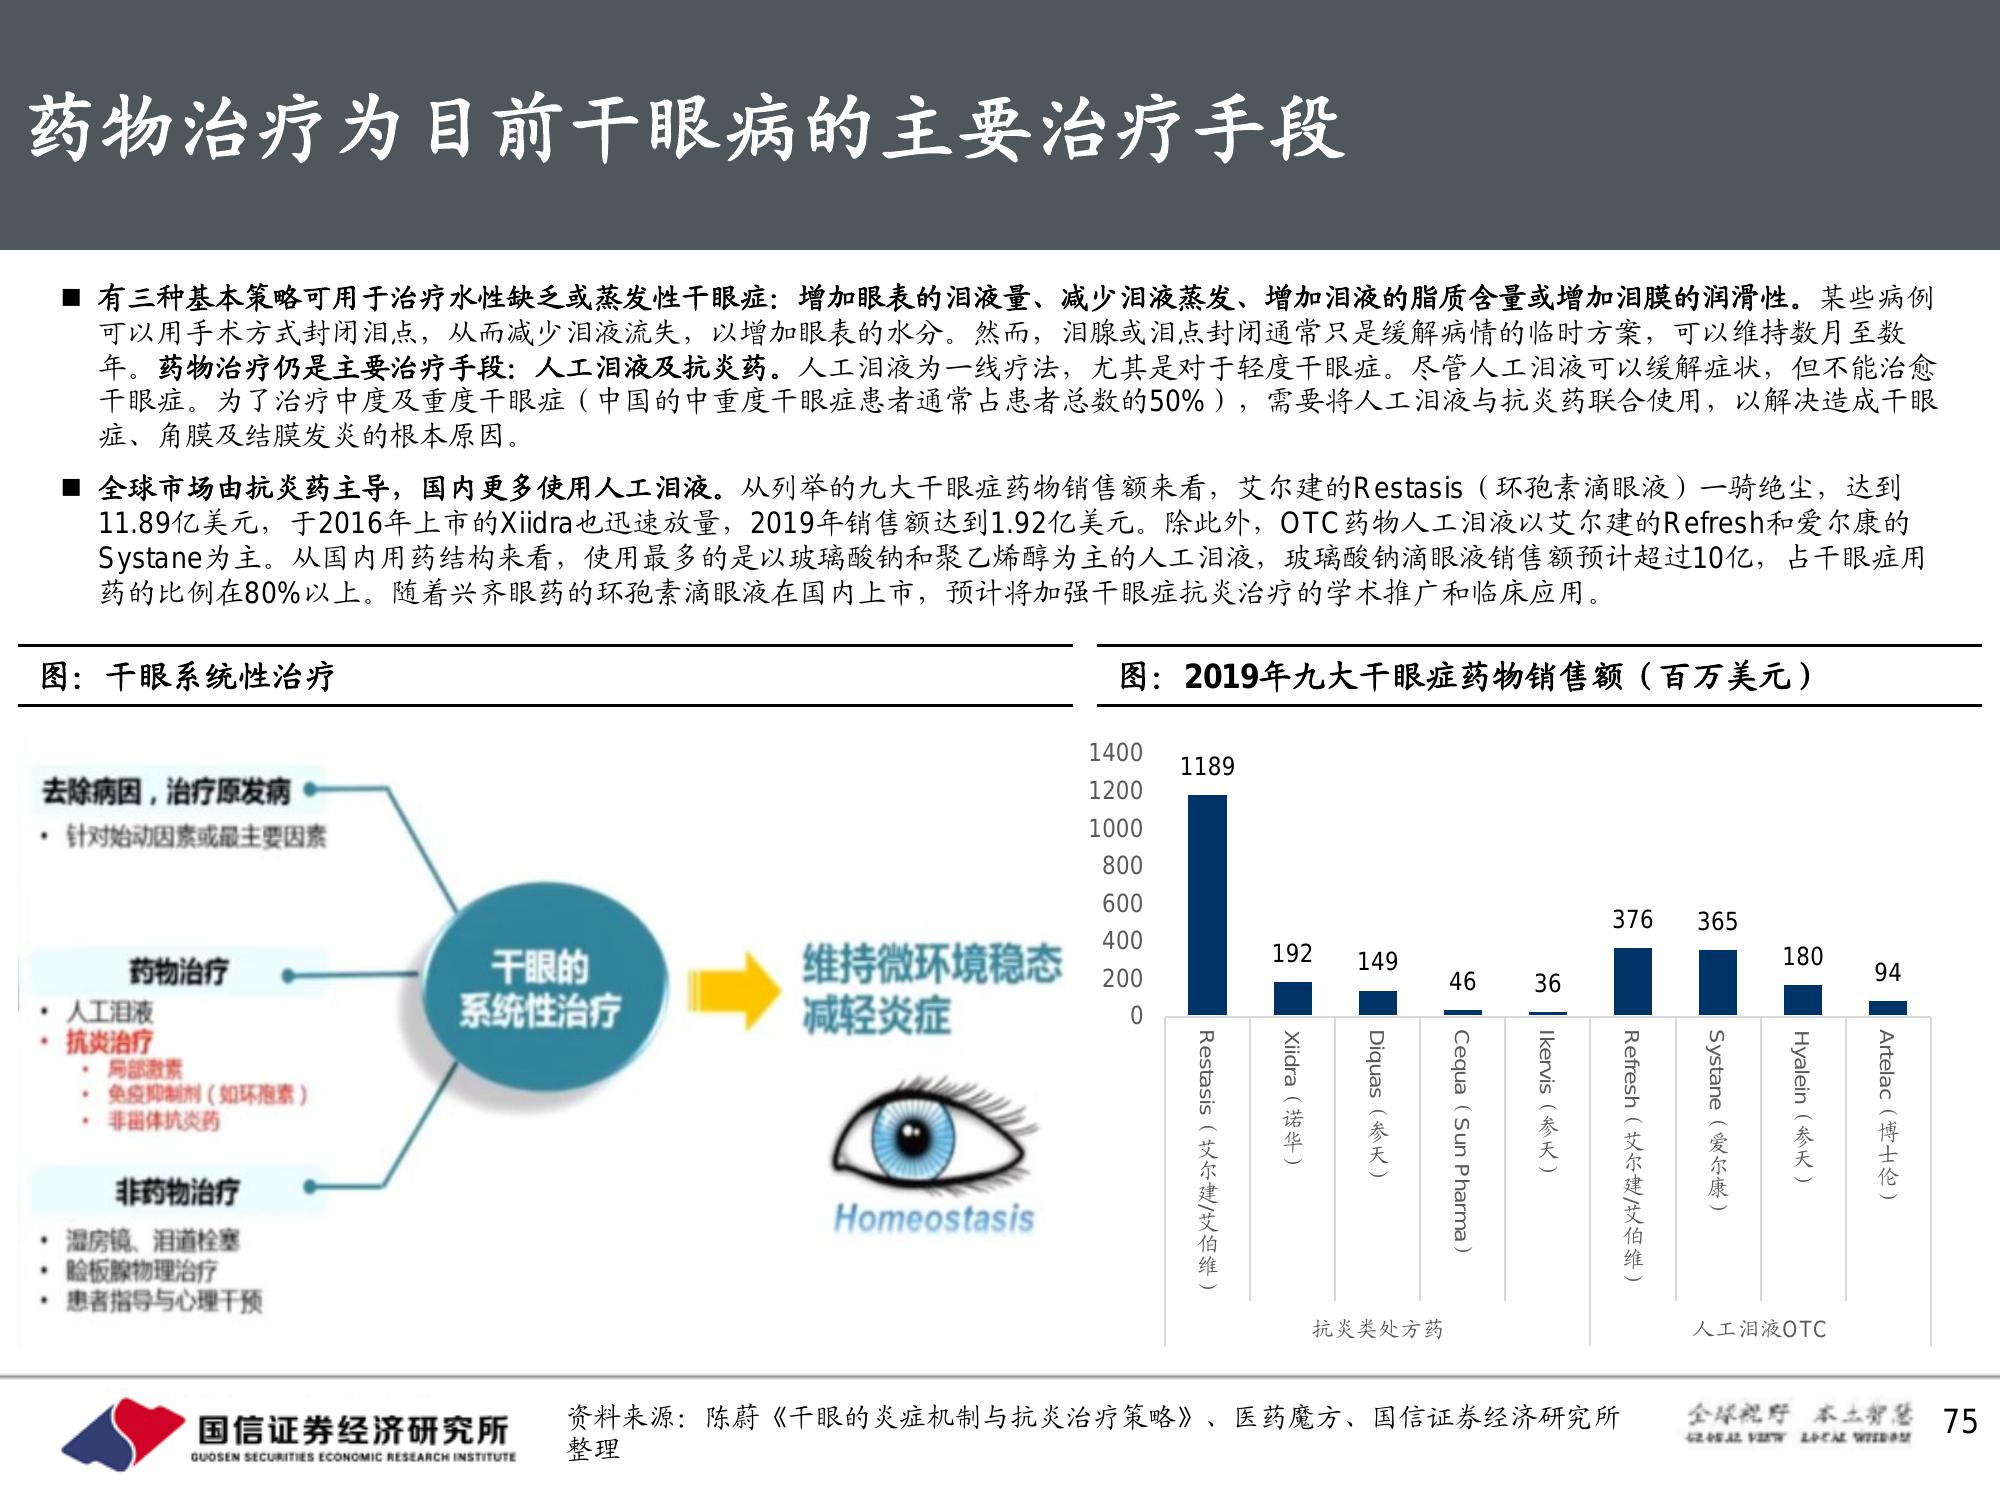 药物治疗为目前干眼病的主要治疗手段
■ 有三种基本策略可用于治疗水性缺乏或蒸发性干眼症：增加眼表的泪液量、减少泪液蒸发、增加泪液的脂质含量或增加泪膜的润滑性。某些病例
可以用手术方式封闭泪点，从而减少泪液流失，以增加眼表的水分。然而，泪腺或泪点封闭通常只是缓解病情的临时方案，可以维持数月至数
年。药物治疗仍是主要治疗手段：人工泪液及抗炎药。人工泪液为一线疗法，尤其是对于轻度干眼症。尽管人工泪液可以缓解症状，但不能治愈
干眼症。为了治疗中度及重度干眼症（中国的中重度干眼症患者通常占患者总数的50%），需要将人工泪液与抗炎药联合使用，以解决造成干眼
症、角膜及结膜发炎的根本原因。
■ 全球市场由抗炎药主导，国内更多使用人工泪液。从列举的九大干眼症药物销售额来看，艾尔建的Restasis（环孢素滴眼液）一骑绝尘，达到
11.89亿美元，于2016年上市的Xiidra也迅速放量，2019年销售额达到1.92亿美元。除此外，OTC药物人工泪液以艾尔建的Refresh和爱尔康的
Systane为主。从国内用药结构来看，使用最多的是以玻璃酸钠和聚乙烯醇为主的人工泪液，玻璃酸钠滴眼液销售额预计超过10亿，占干眼症用
药的比例在80%以上。随着兴齐眼药的环孢素滴眼液在国内上市，预计将加强干眼症抗炎治疗的学术推广和临床应用。
图：干眼系统性治疗
去除病因，治疗原发病
• 针对始动因素或最主要因素
药物治疗
• 人工泪液
• 抗炎治疗
• 局部激素
• 免疫抑制剂（如环孢素）
• 非甾体抗炎药
非药物治疗
• 湿房镜、泪道栓塞
• 睑板腺物理治疗
• 患者指导与心理干预
干眼的
系统性治疗
维持微环境稳态
减轻炎症
Homeostasis
图：2019年九大干眼症药物销售额（百万美元）
1400
1200
1000
800
600
400
200
0
1189
192
149
46
36
376
365
180
94
Restasis（艾尔建/艾伯维）
Xiidra（诺华）
Diquas（参天）
Cequa（Sun Pharma）
Ikervis（参天）
Refresh（艾尔建/艾伯维）
Systane（爱尔康）
Hyalein（参天）
Artelac（博士伦）
抗炎类处方药
人工泪液OTC
国信证券经济研究所
GUOSEN SECURITIES ECONOMIC RESEARCH INSTITUTE
资料来源：陈蔚《干眼的炎症机制与抗炎治疗策略》、医药魔方、国信证券经济研究所
整理
全球视野 本土智慧
GLOBAL VIEW LOCAL WISDOM
75